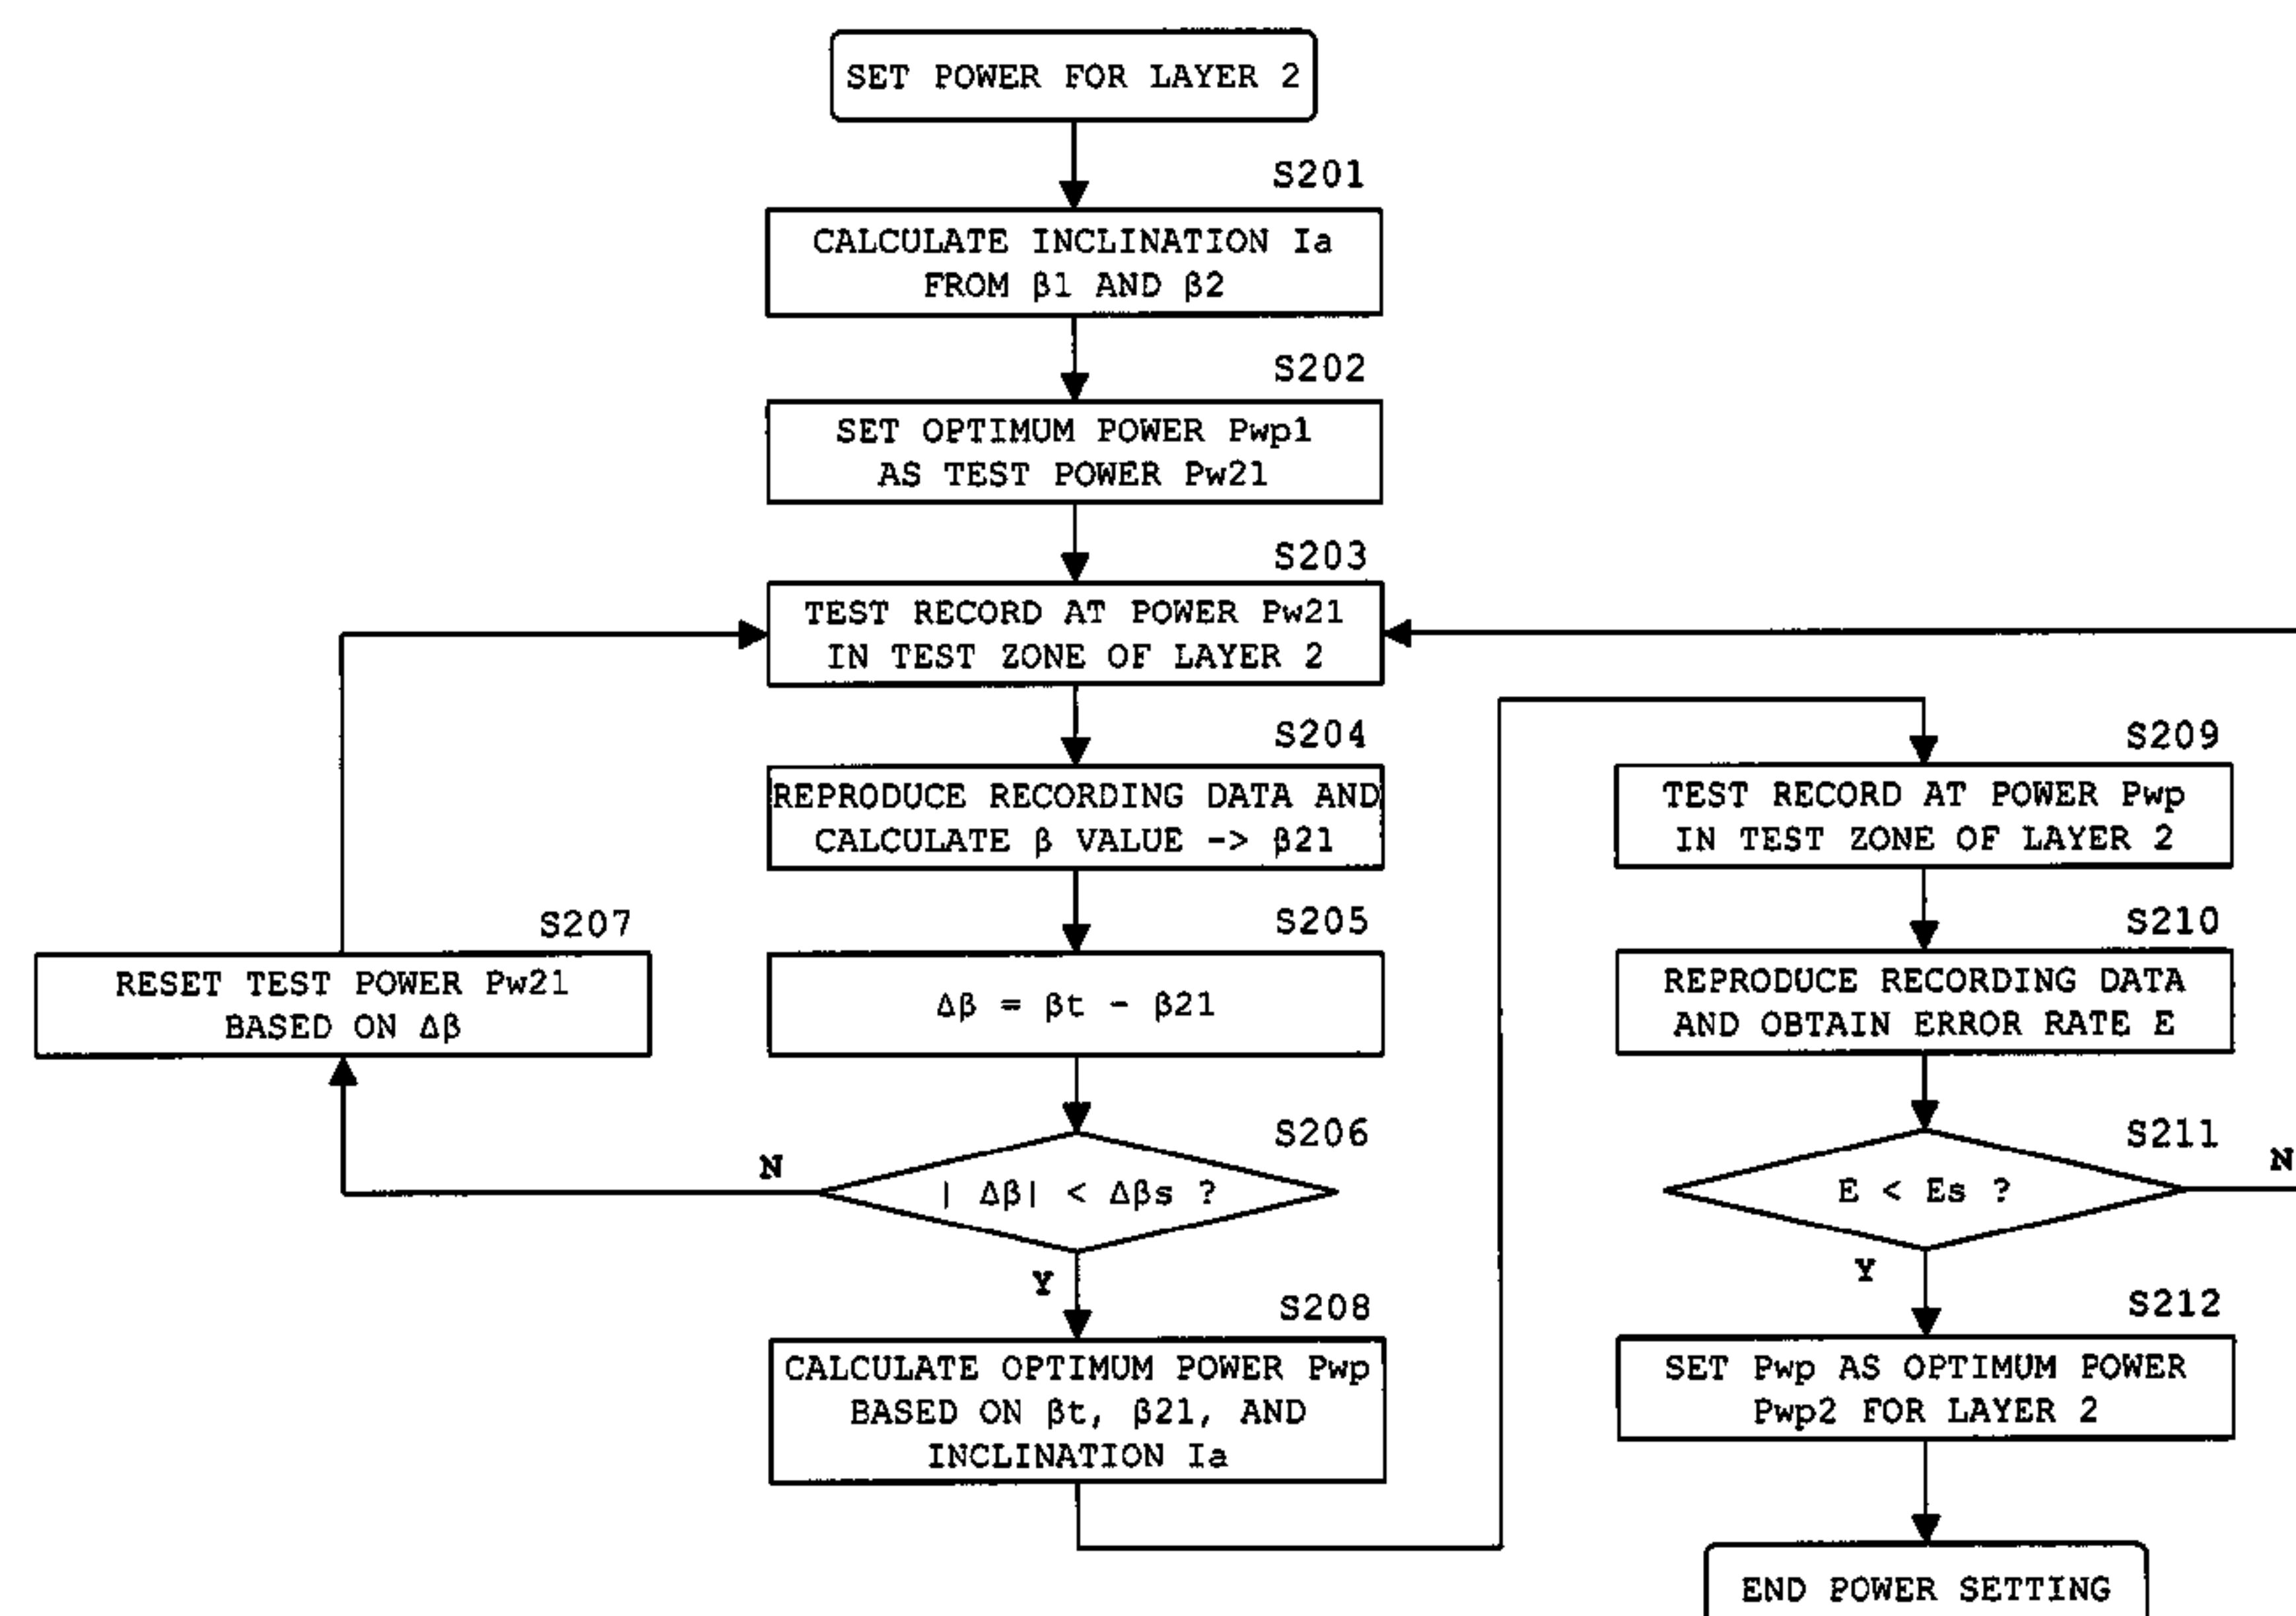 SET POWER FOR LAYER 2
S201
CALCULATE INCLINATION Ia
FROM β1 AND β2
S202
SET OPTIMUM POWER Pwp1
AS TEST POWER Pw21
S203
TEST RECORD AT POWER Pw21
IN TEST ZONE OF LAYER 2
S204
REPRODUCE RECORDING DATA AND
CALCULATE β VALUE -> β21
S205
Δβ = βt - β21
S206
| Δβ| < Δβs ?
N
Y
S207
RESET TEST POWER Pw21
BASED ON Δβ
S208
CALCULATE OPTIMUM POWER Pwp
BASED ON βt, β21, AND
INCLINATION Ia
S209
TEST RECORD AT POWER Pwp
IN TEST ZONE OF LAYER 2
S210
REPRODUCE RECORDING DATA
AND OBTAIN ERROR RATE E
S211
E < Es ?
N
Y
S212
SET Pwp AS OPTIMUM POWER
Pwp2 FOR LAYER 2
END POWER SETTING